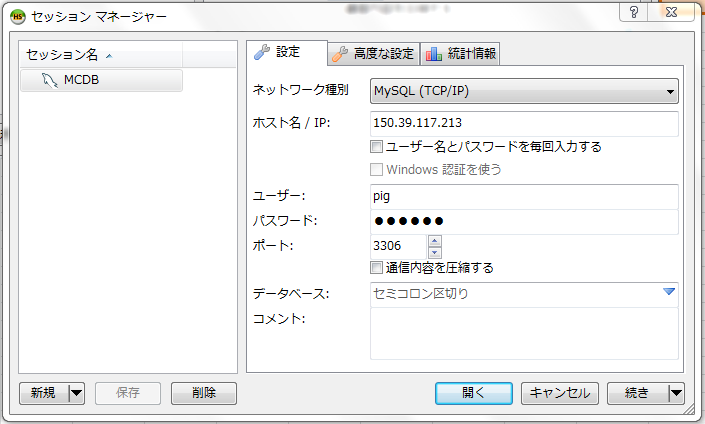 セッション マネージャー
セッション名
MCDB
設定
高度な設定
統計情報
ネットワーク種別
MySQL (TCP/IP)
ホスト名 / IP:
150.39.117.213
ユーザー名とパスワードを毎回入力する
Windows 認証を使う
ユーザー:
pig
パスワード:
●●●●●●
ポート:
3306
通信内容を圧縮する
データベース:
セミコロン区切り
コメント:
新規
保存
削除
開く
キャンセル
続き